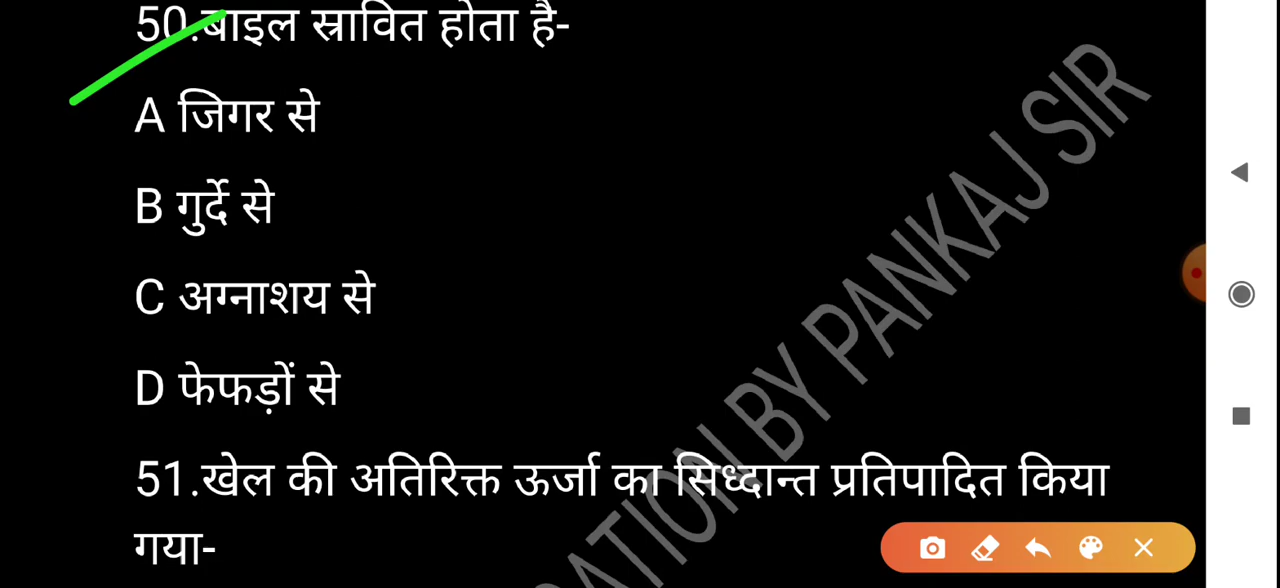 50.बाइल स्रावित होता है-
A जिगर से
B गुर्दे से
C अग्नाशय से
D फेफड़ों से
51.खेल की अतिरिक्त ऊर्जा का सिध्दान्त प्रतिपादित किया
गया-
BY PANKAJ SIR